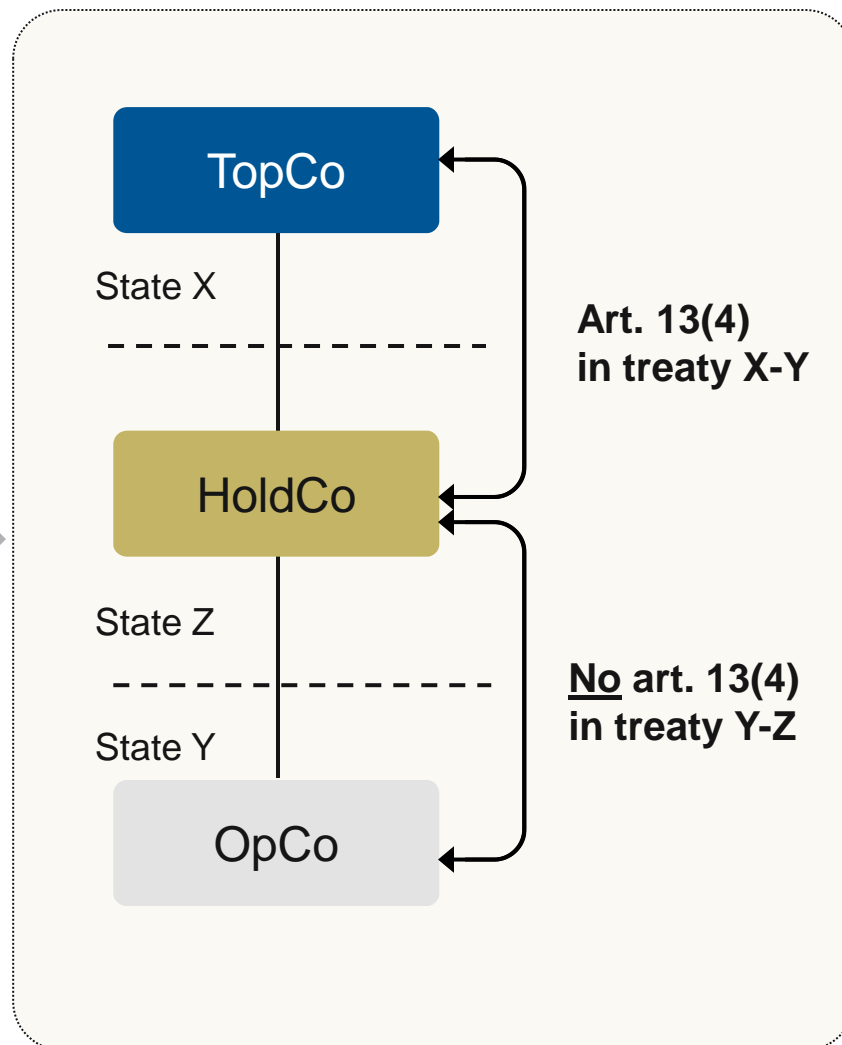 TopCo
State X
Art. 13(4)
in treaty X-Y
HoldCo
State Z
No art. 13(4)
in treaty Y-Z
State Y
OpCo